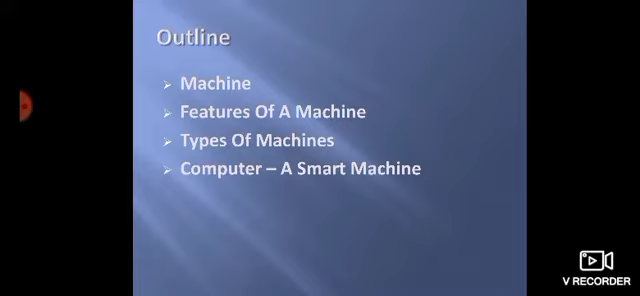 Outline
Machine
Features Of A Machine
Types Of Machines
Computer – A Smart Machine
V RECORDER